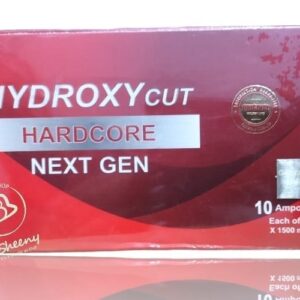 HYDROXYCUT
HARDCORE
NEXT GEN
10 Ampo
Each of
X 1500 m
Sheeny